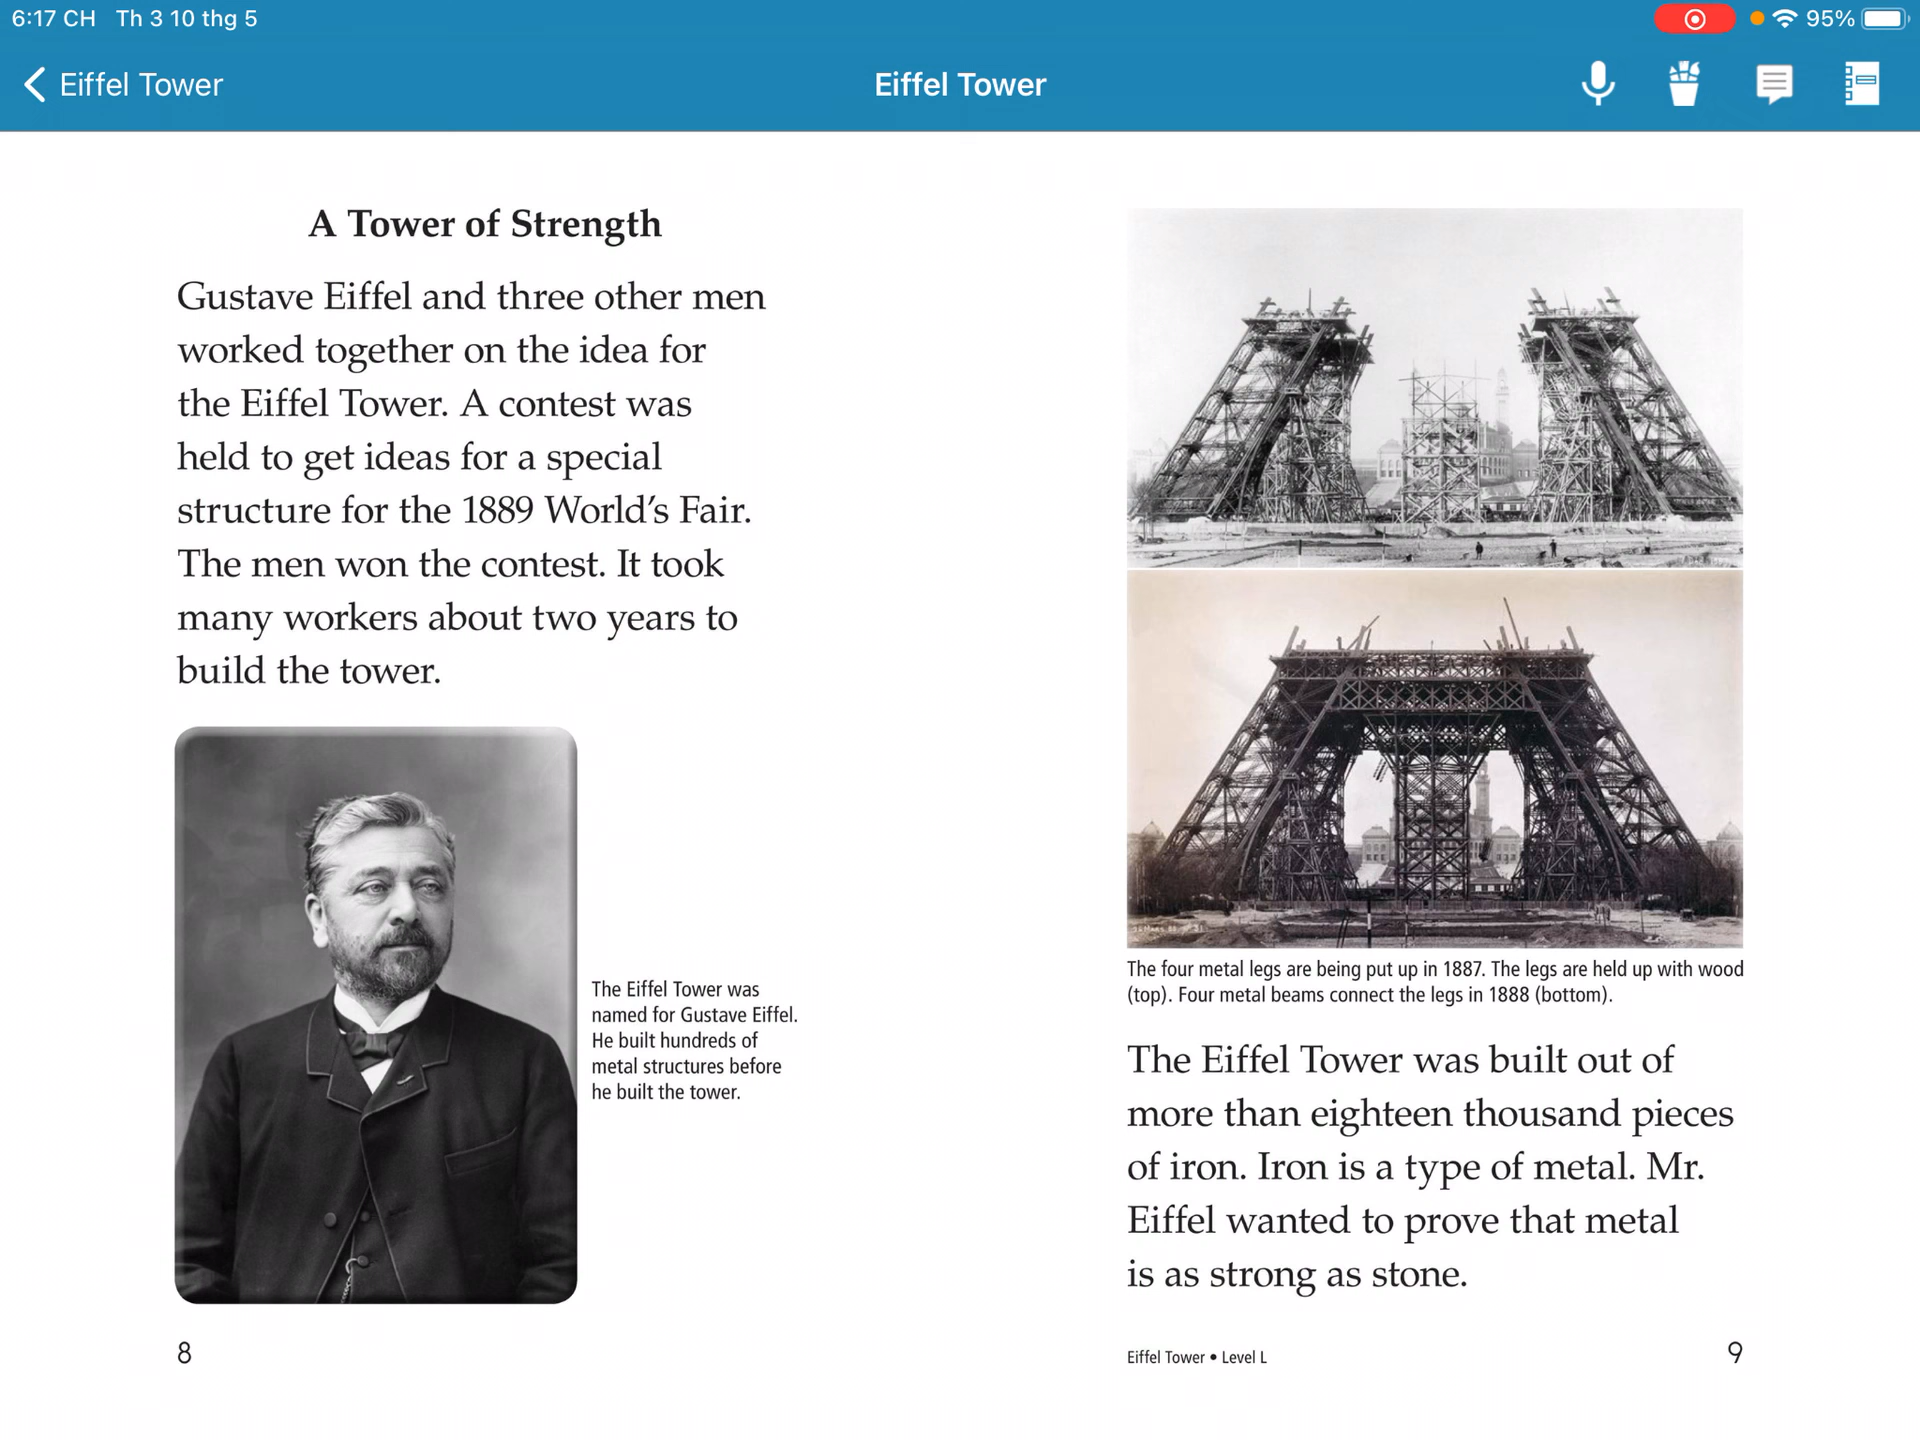 6:17 CH Th 3 10 thg 5
95%
Eiffel Tower
Eiffel Tower
A Tower of Strength
Gustave Eiffel and three other men
worked together on the idea for
the Eiffel Tower. A contest was
held to get ideas for a special
structure for the 1889 World's Fair.
The men won the contest. It took
many workers about two years to
build the tower.
The Eiffel Tower was
named for Gustave Eiffel.
He built hundreds of
metal structures before
he built the tower.
8
The four metal legs are being put up in 1887. The legs are held up with wood
(top). Four metal beams connect the legs in 1888 (bottom).
The Eiffel Tower was built out of
more than eighteen thousand pieces
of iron. Iron is a type of metal. Mr.
Eiffel wanted to prove that metal
is as strong as stone.
Eiffel Tower • Level L
9